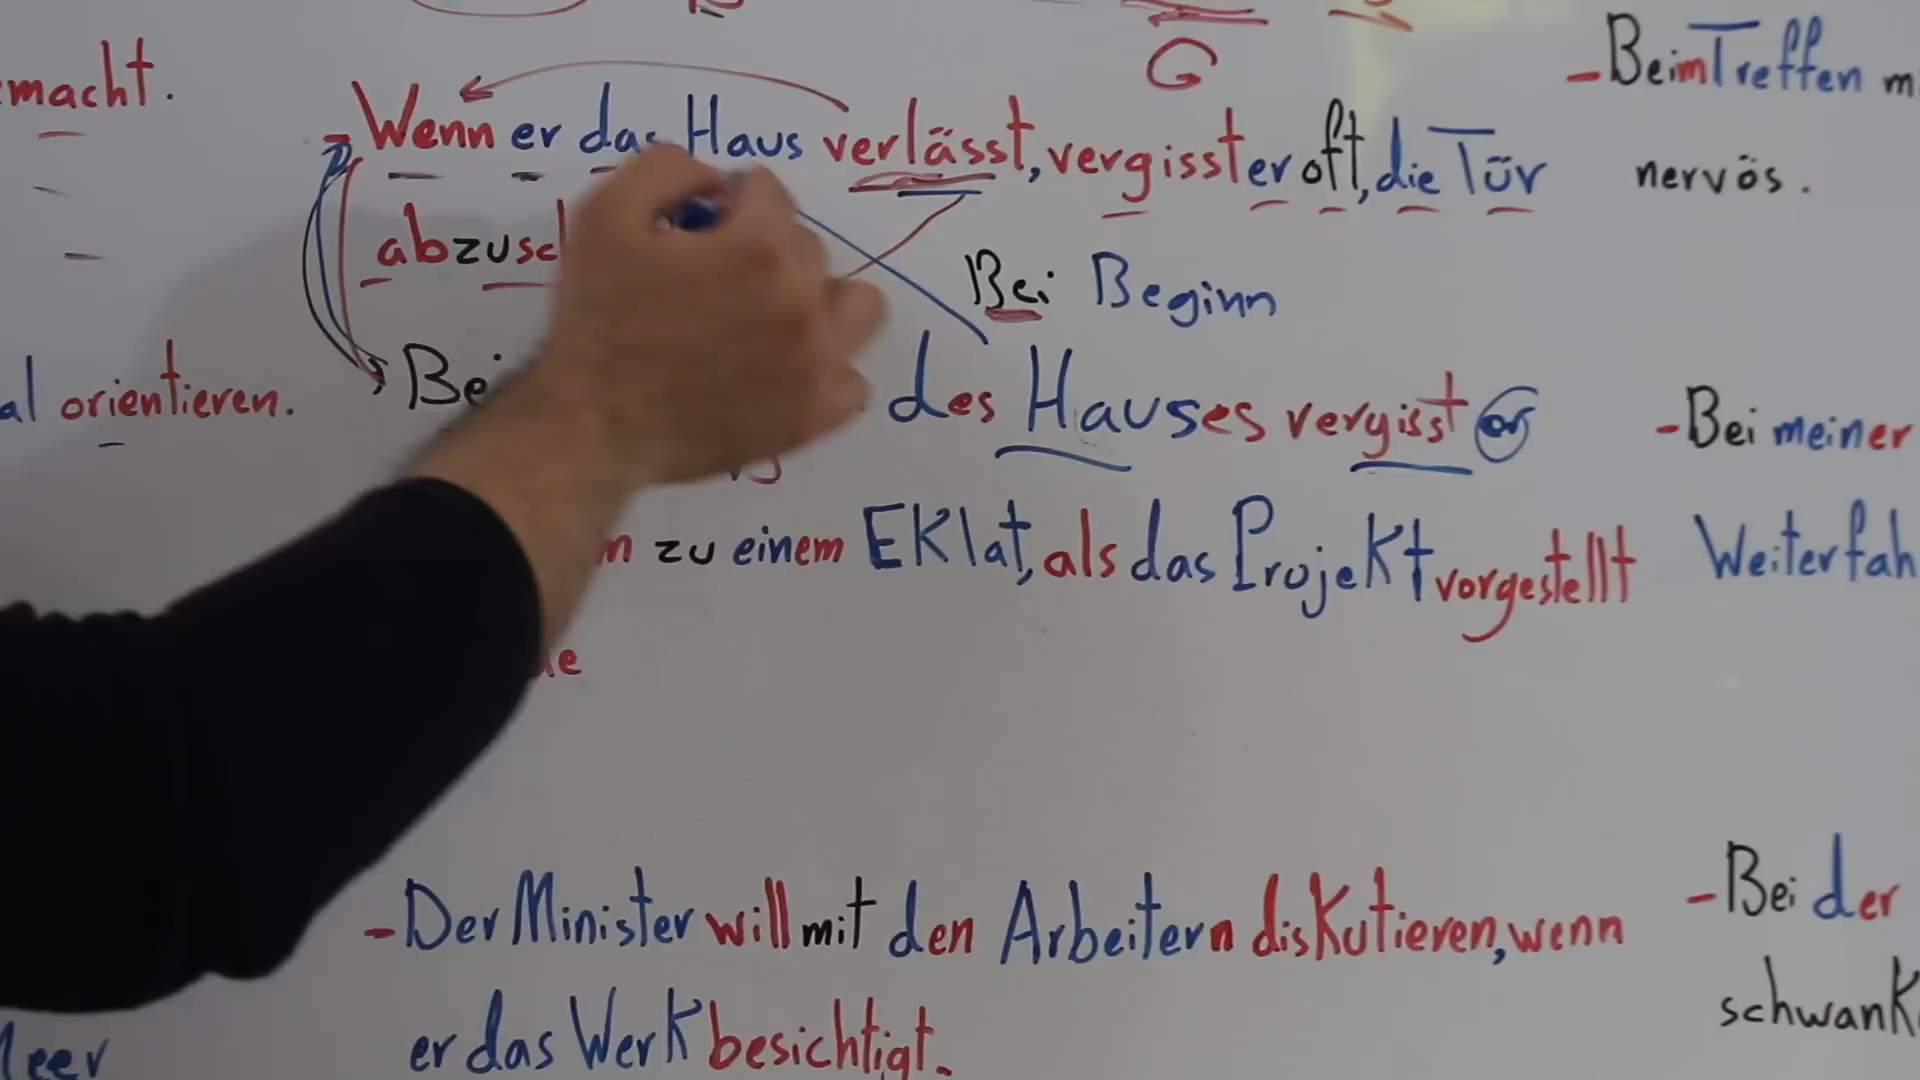 macht.
Wenn er das Haus verlässt, vergisst er oft, die Tür
abzusc
Bei Beginn
Bei des Hauses vergisst er
zu einem EKlat, als das ProjeKt vorgestellt
- Der Minister will mit den Arbeitern disKutieren, wenn
er das WerK besichtigt.
al orientieren.
- Beim Treffen mi
nervös.
- Bei meiner
Weiterfah
- Bei der
schwanK